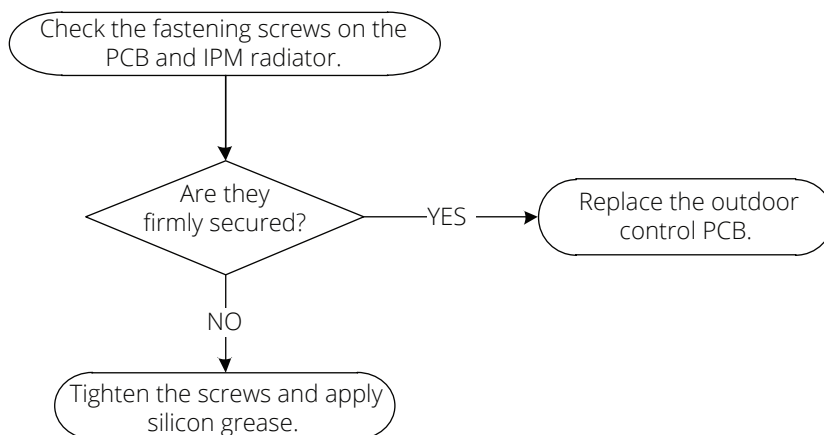 Check the fastening screws on the
PCB and IPM radiator.
Are they
firmly secured?
YES
Replace the outdoor
control PCB.
NO
Tighten the screws and apply
silicon grease.